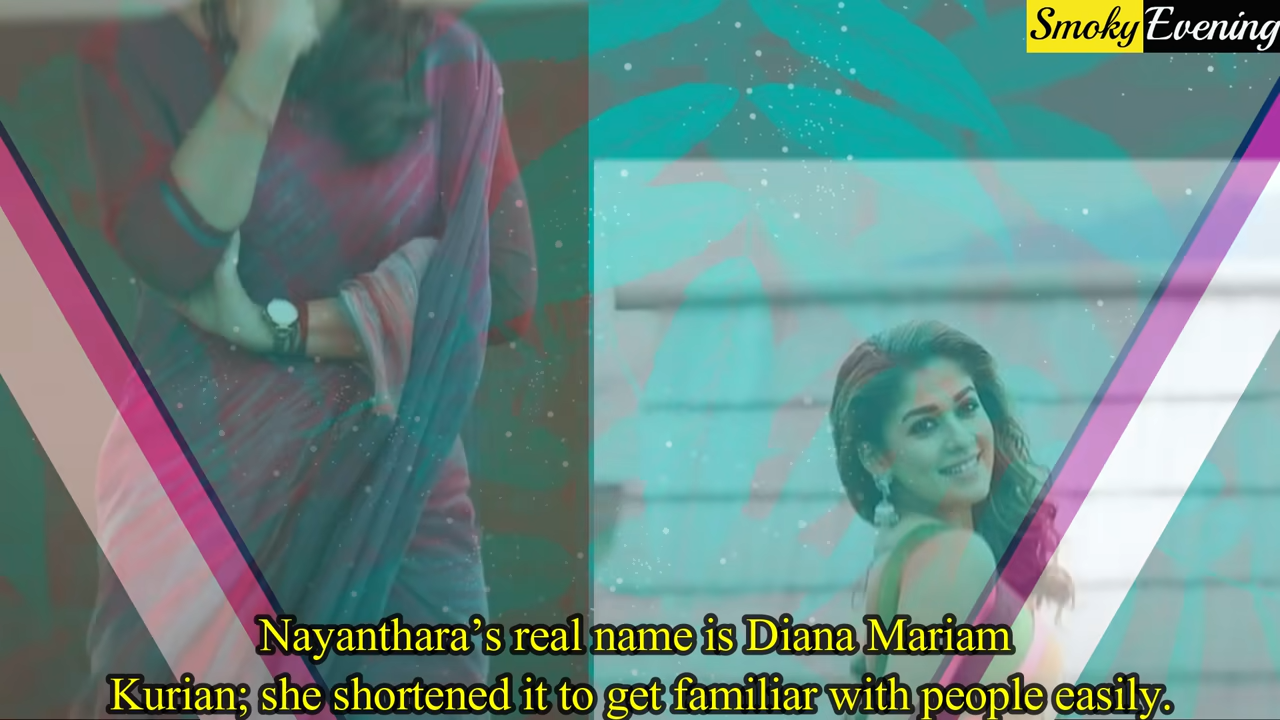 Smoky Evening
Nayanthara’s real name is Diana Mariam
Kurian; she shortened it to get familiar with people easily.